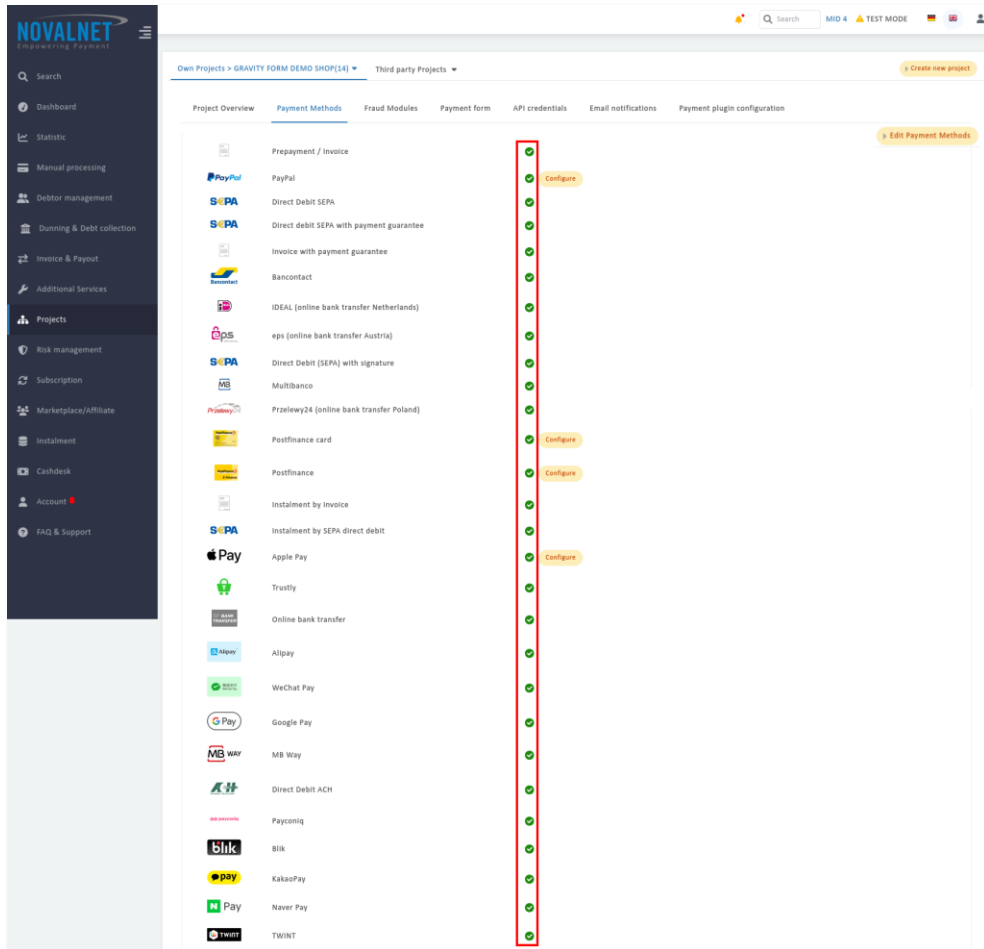 NOVALNET
Empowering Payment
Search
MID 4
TEST MODE
Search
Dashboard
Statistic
Manual processing
Debtor management
Dunning & Debt collection
Invoice & Payout
Additional Services
Projects
Risk management
Subscription
Marketplace/Affiliate
Instalment
Cashdesk
Account
FAQ & Support
Own Projects > GRAVITY FORM DEMO SHOP(14)
Third party Projects
Create new project
Project Overview
Payment Methods
Fraud Modules
Payment form
API credentials
Email notifications
Payment plugin configuration
Edit Payment Methods
Prepayment / Invoice
PayPal PayPal Configure
SEPA Direct Debit SEPA
SEPA Direct debit SEPA with payment guarantee
Invoice with payment guarantee
Bancontact Bancontact
IDEAL (online bank transfer Netherlands)
eps eps (online bank transfer Austria)
SEPA Direct Debit (SEPA) with signature
MB Multibanco
Przelewy24 Przelewy24 (online bank transfer Poland)
Postfinance card Configure
Postfinance Configure
Instalment by Invoice
SEPA Instalment by SEPA direct debit
Pay Apple Pay Configure
Trustly
BANK TRANSFER Online bank transfer
Alipay Alipay
WeChat Pay
G Pay Google Pay
MB WAY MB Way
ACH Direct Debit ACH
Payconiq
blik Blik
pay KakaoPay
N Pay Naver Pay
TWINT TWINT